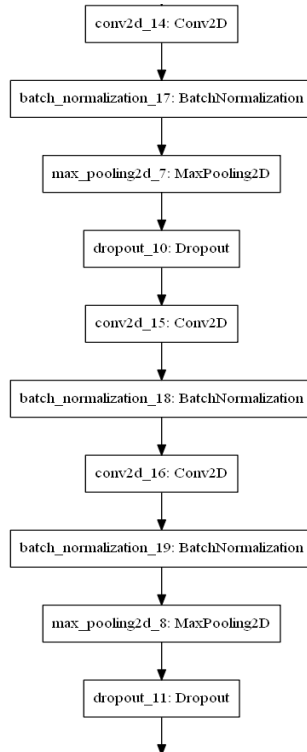 conv2d_14: Conv2D
batch_normalization_17: BatchNormalization
max_pooling2d_7: MaxPooling2D
dropout_10: Dropout
conv2d_15: Conv2D
batch_normalization_18: BatchNormalization
conv2d_16: Conv2D
batch_normalization_19: BatchNormalization
max_pooling2d_8: MaxPooling2D
dropout_11: Dropout